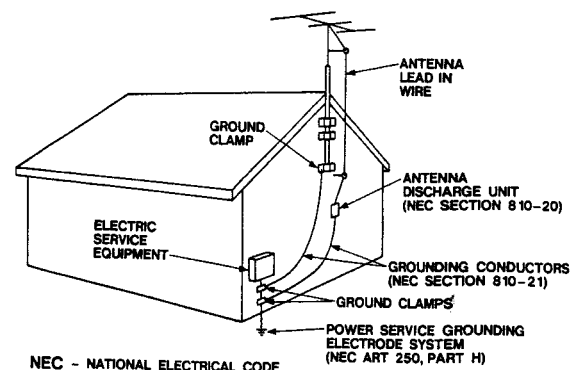 ANTENNA
LEAD IN
WIRE
GROUND
CLAMP
ANTENNA
DISCHARGE UNIT
(NEC SECTION 810-20)
ELECTRIC
SERVICE
EQUIPMENT
GROUNDING CONDUCTORS
(NEC SECTION 810-21)
GROUND CLAMPS
POWER SERVICE GROUNDING
ELECTRODE SYSTEM
(NEC ART 250, PART H)
NEC - NATIONAL ELECTRICAL CODE